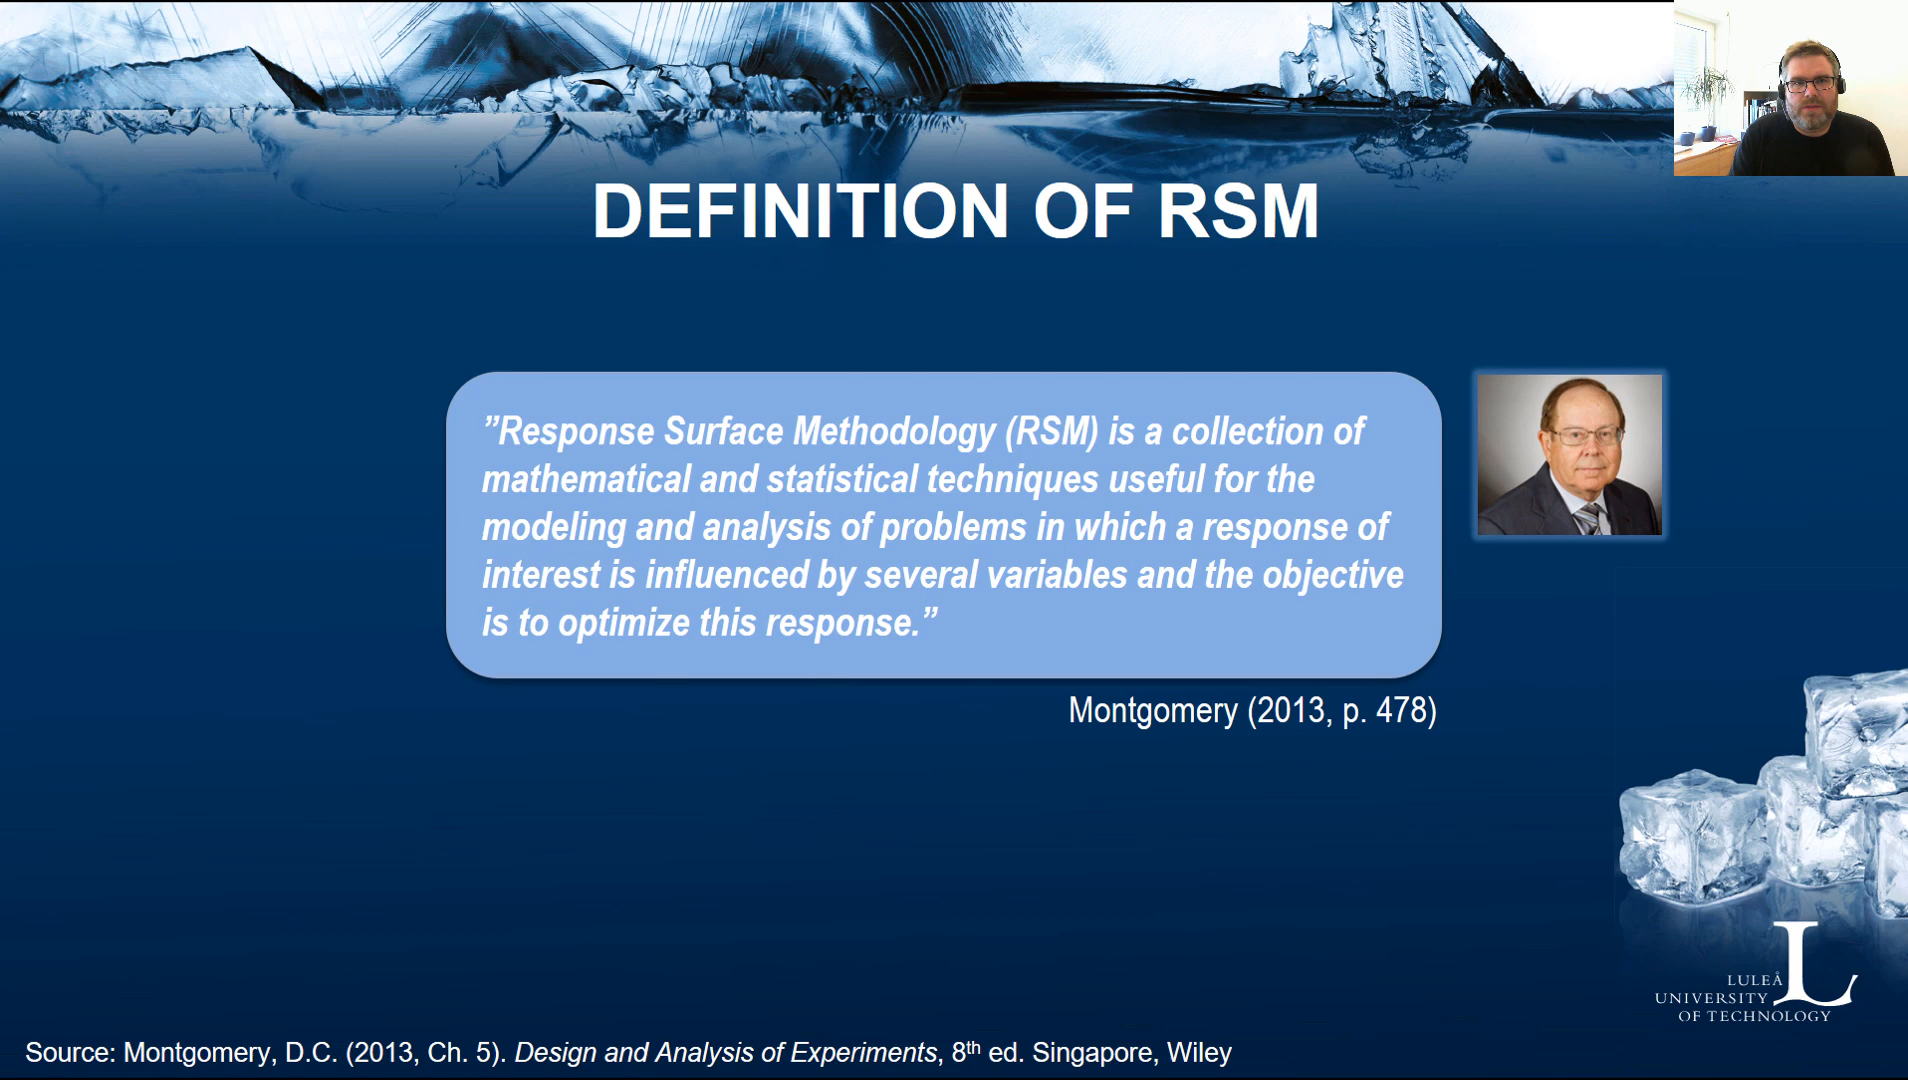 DEFINITION OF RSM
”Response Surface Methodology (RSM) is a collection of
mathematical and statistical techniques useful for the
modeling and analysis of problems in which a response of
interest is influenced by several variables and the objective
is to optimize this response.”
Montgomery (2013, p. 478)
LULEÅ
UNIVERSITY
OF TECHNOLOGY
Source: Montgomery, D.C. (2013, Ch. 5). Design and Analysis of Experiments, 8th ed. Singapore, Wiley